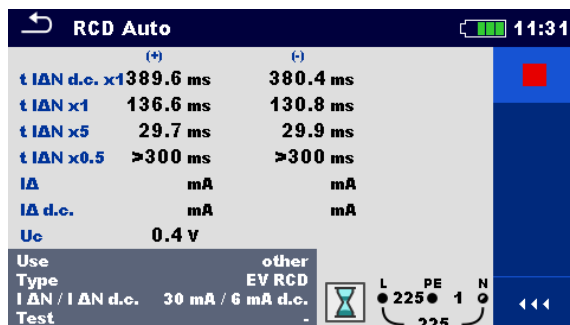 RCD Auto 11:31
(+) (-)
t IΔN d.c. x1 389.6 ms 380.4 ms
t IΔN x1 136.6 ms 130.8 ms
t IΔN x5 29.7 ms 29.9 ms
t IΔN x0.5 >300 ms >300 ms
IΔ mA mA
IΔ d.c. mA mA
Uc 0.4 V
Use other
Type EV RCD
I ΔN / I ΔN d.c. 30 mA / 6 mA d.c.
Test -
L PE N
225 1
225